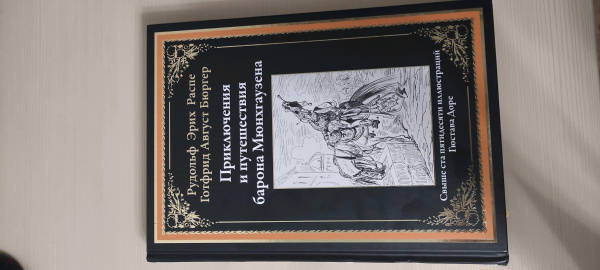 Рудольф Эрих Распе
Готфрид Август Бюргер
Приключения
и путешествия
барона Мюнхгаузена
Свыше ста пятидесяти иллюстраций
Гюстава Доре